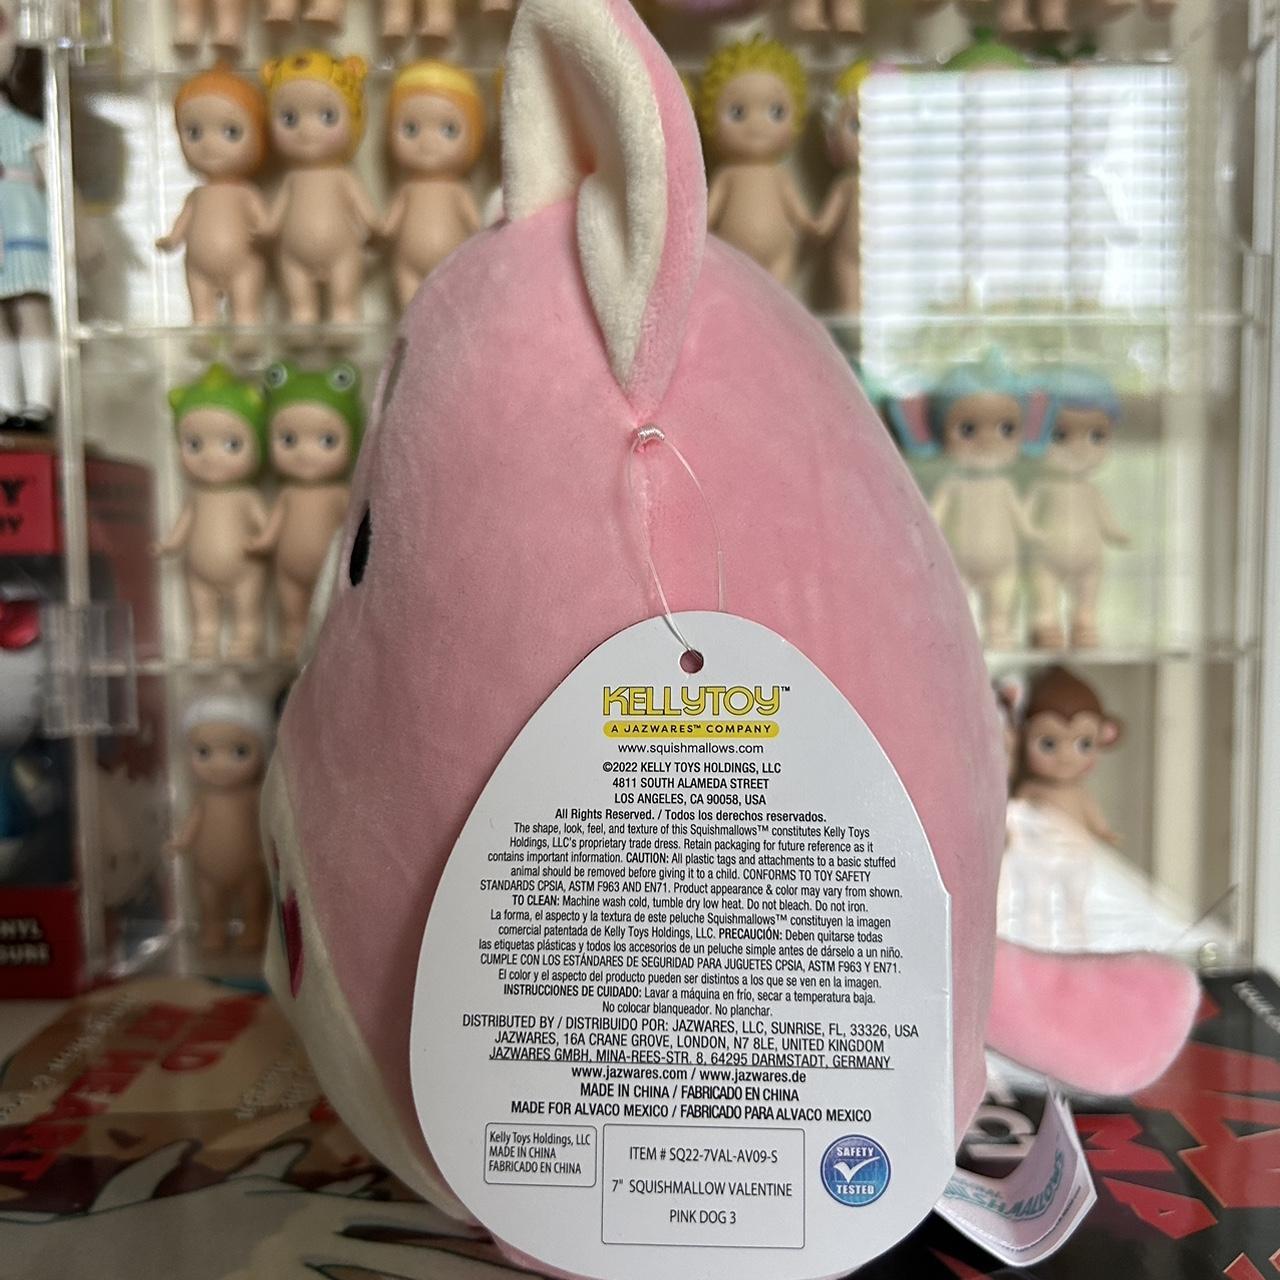 KELLYTOY™
A JAZWARES™ COMPANY
www.squishmallows.com
©2022 KELLY TOYS HOLDINGS, LLC
4811 SOUTH ALAMEDA STREET
LOS ANGELES, CA 90058, USA
All Rights Reserved. / Todos los derechos reservados.
The shape, look, feel, and texture of this Squishmallows™ constitutes Kelly Toys
Holdings, LLC's proprietary trade dress. Retain packaging for future reference as it
contains important information. CAUTION: All plastic tags and attachments to a basic stuffed
animal should be removed before giving it to a child. CONFORMS TO TOY SAFETY
STANDARDS CPSIA, ASTM F963 AND EN71. Product appearance & color may vary from shown.
TO CLEAN: Machine wash cold, tumble dry low heat. Do not bleach. Do not iron.
La forma, el aspecto y la textura de este peluche Squishmallows™ constituyen la imagen
comercial patentada de Kelly Toys Holdings, LLC. PRECAUCIÓN: Deben quitarse todas
las etiquetas plásticas y todos los accesorios de un peluche simple antes de dárselo a un niño.
CUMPLE CON LOS ESTÁNDARES DE SEGURIDAD PARA JUGUETES CPSIA, ASTM F963 Y EN71.
El color y el aspecto del producto pueden ser distintos a los que se ven en la imagen.
INSTRUCCIONES DE CUIDADO: Lavar a máquina en frío, secar a temperatura baja.
No colocar blanqueador. No planchar.
DISTRIBUTED BY / DISTRIBUIDO POR: JAZWARES, LLC, SUNRISE, FL, 33326, USA
JAZWARES, 16A CRANE GROVE, LONDON, N7 8LE, UNITED KINGDOM
JAZWARES GMBH, MINA-REES-STR. 8, 64295 DARMSTADT, GERMANY
www.jazwares.com / www.jazwares.de
MADE IN CHINA / FABRICADO EN CHINA
MADE FOR ALVACO MEXICO / FABRICADO PARA ALVACO MEXICO
Kelly Toys Holdings, LLC
MADE IN CHINA
FABRICADO EN CHINA
ITEM # SQ22-7VAL-AV09-S
7" SQUISHMALLOW VALENTINE
PINK DOG 3
SAFETY
TESTED